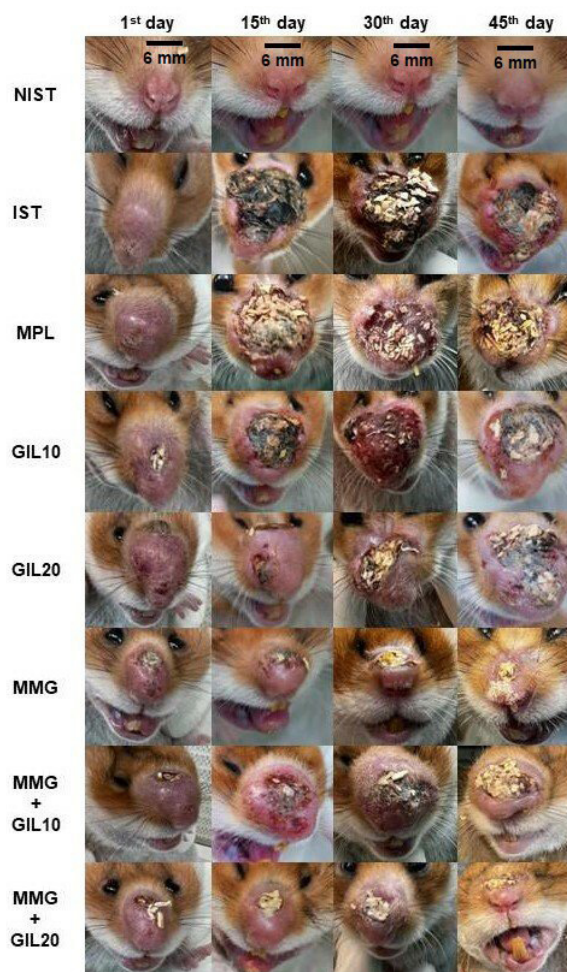 1st day 15th day 30th day 45th day
6 mm 6 mm 6 mm 6 mm
NIST
IST
MPL
GIL10
GIL20
MMG
MMG
+
GIL10
MMG
+
GIL20